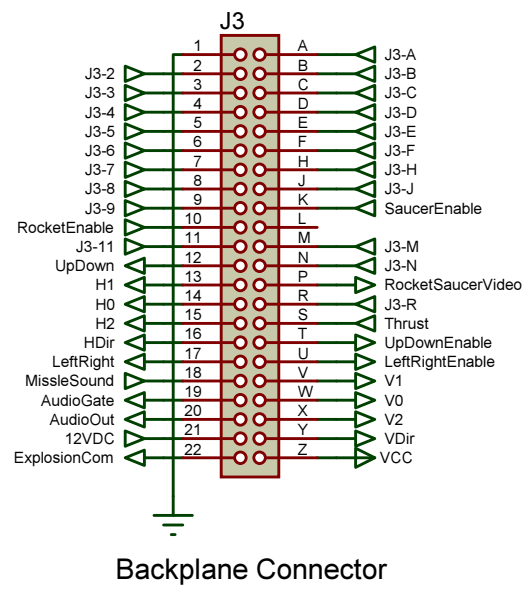 J3
1 A J3-A
J3-2 2 B J3-B
J3-3 3 C J3-C
J3-4 4 D J3-D
J3-5 5 E J3-E
J3-6 6 F J3-F
J3-7 7 H J3-H
J3-8 8 J J3-J
J3-9 9 K SaucerEnable
RocketEnable 10 L
J3-11 11 M J3-M
UpDown 12 N J3-N
H1 13 P RocketSaucerVideo
H0 14 R J3-R
H2 15 S Thrust
HDir 16 T UpDownEnable
LeftRight 17 U LeftRightEnable
MissleSound 18 V V1
AudioGate 19 W V0
AudioOut 20 X V2
12VDC 21 Y VDir
ExplosionCom 22 Z VCC
Backplane Connector